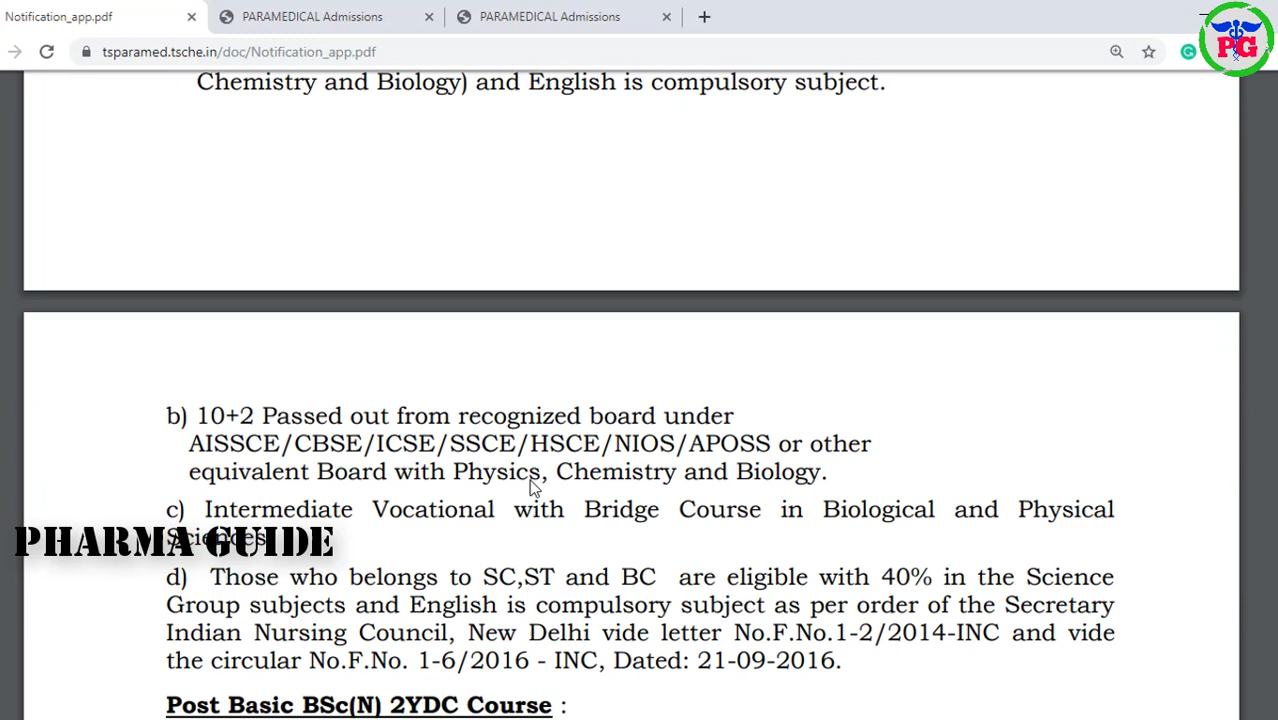 Notification_app.pdf
PARAMEDICAL Admissions
PARAMEDICAL Admissions
tsparamed.tsche.in/doc/Notification_app.pdf
PG
Chemistry and Biology) and English is compulsory subject.
b) 10+2 Passed out from recognized board under
AISSCE/CBSE/ICSE/SSCE/HSCE/NIOS/APOSS or other
equivalent Board with Physics, Chemistry and Biology.
c) Intermediate Vocational with Bridge Course in Biological and Physical
Sciences
PHARMA GUIDE
d) Those who belongs to SC,ST and BC are eligible with 40% in the Science
Group subjects and English is compulsory subject as per order of the Secretary
Indian Nursing Council, New Delhi vide letter No.F.No.1-2/2014-INC and vide
the circular No.F.No. 1-6/2016 - INC, Dated: 21-09-2016.
Post Basic BSc(N) 2YDC Course :